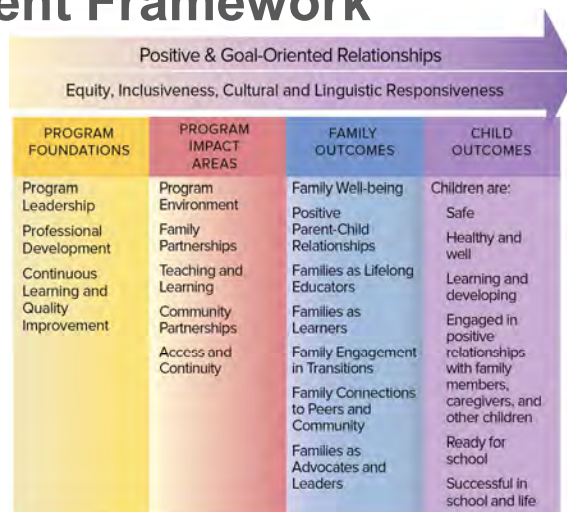 ent Framework
Positive & Goal-Oriented Relationships
Equity, Inclusiveness, Cultural and Linguistic Responsiveness
PROGRAM
FOUNDATIONS
Program
Leadership
Professional
Development
Continuous
Learning and
Quality
Improvement
PROGRAM
IMPACT
AREAS
Program
Environment
Family
Partnerships
Teaching and
Learning
Community
Partnerships
Access and
Continuity
FAMILY
OUTCOMES
Family Well-being
Positive
Parent-Child
Relationships
Families as Lifelong
Educators
Families as
Learners
Family Engagement
in Transitions
Family Connections
to Peers and
Community
Families as
Advocates and
Leaders
CHILD
OUTCOMES
Children are:
Safe
Healthy and
well
Learning and
developing
Engaged in
positive
relationships
with family
members,
caregivers, and
other children
Ready for
school
Successful in
school and life